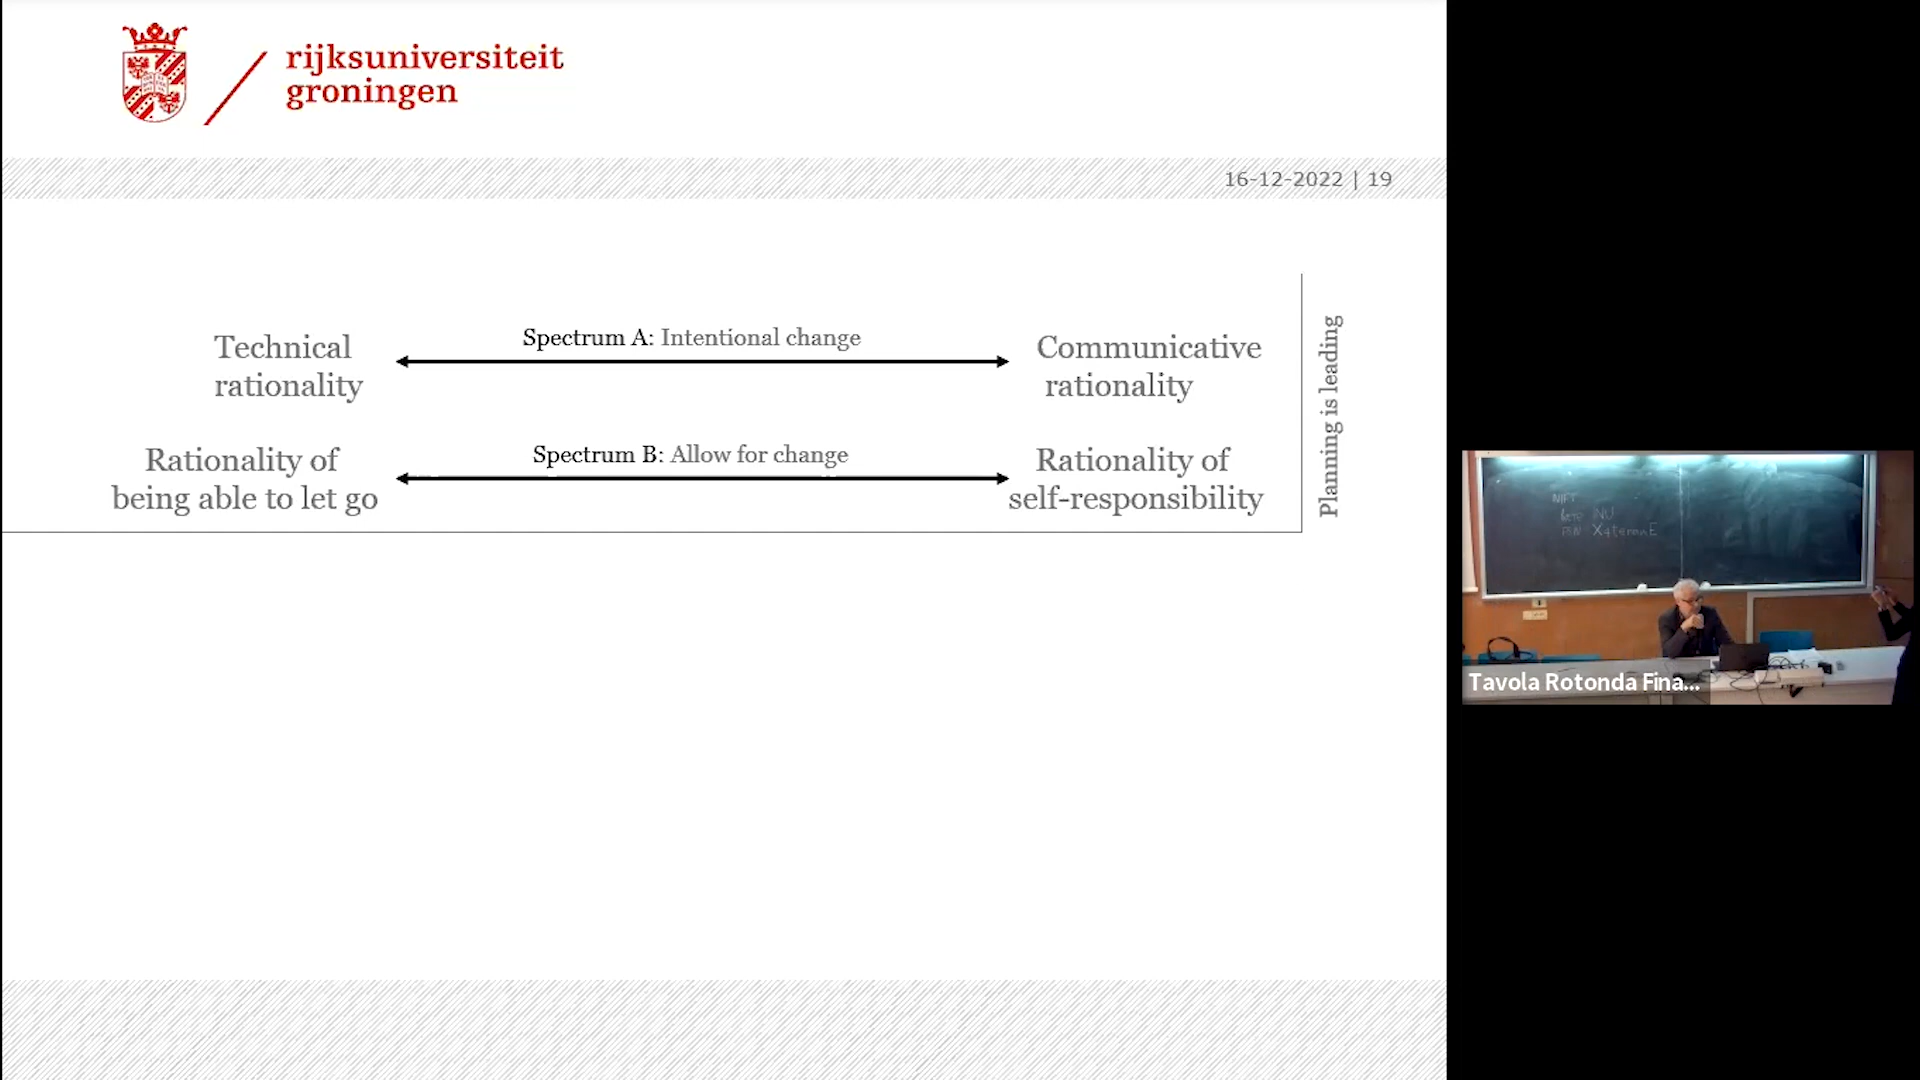 rijksuniversiteit
groningen
16-12-2022 | 19
Technical
rationality
Spectrum A: Intentional change
Communicative
rationality
Rationality of
being able to let go
Spectrum B: Allow for change
Rationality of
self-responsibility
Planning is leading
NU
Tavola Rotonda Fina...